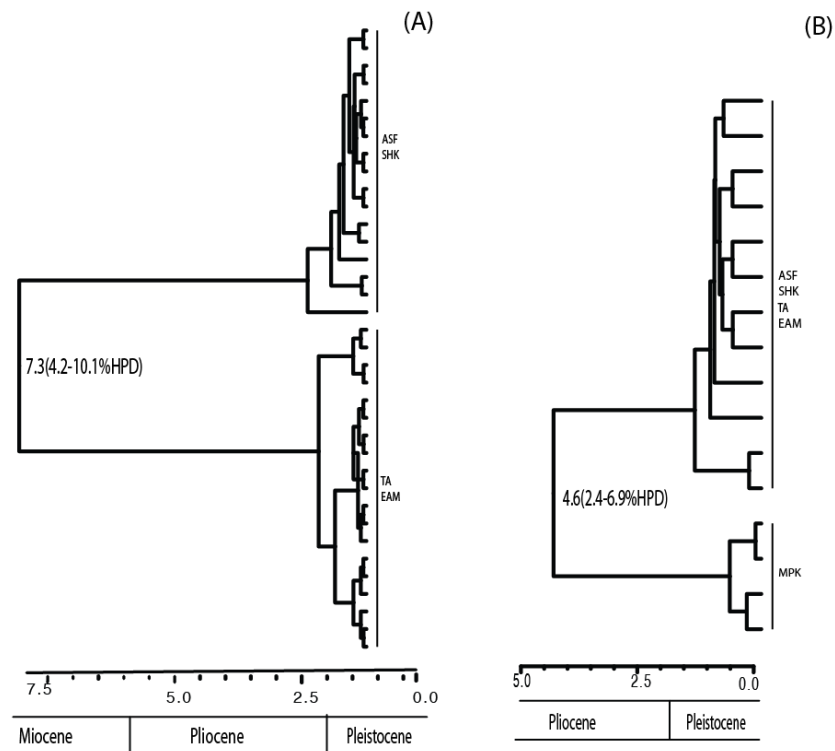 (A)
ASF
SHK
7.3(4.2-10.1%HPD)
TA
EAM
7.5 5.0 2.5 0.0
Miocene Pliocene Pleistocene
(B)
ASF
SHK
TA
EAM
4.6(2.4-6.9%HPD)
MPK
5.0 2.5 0.0
Pliocene Pleistocene